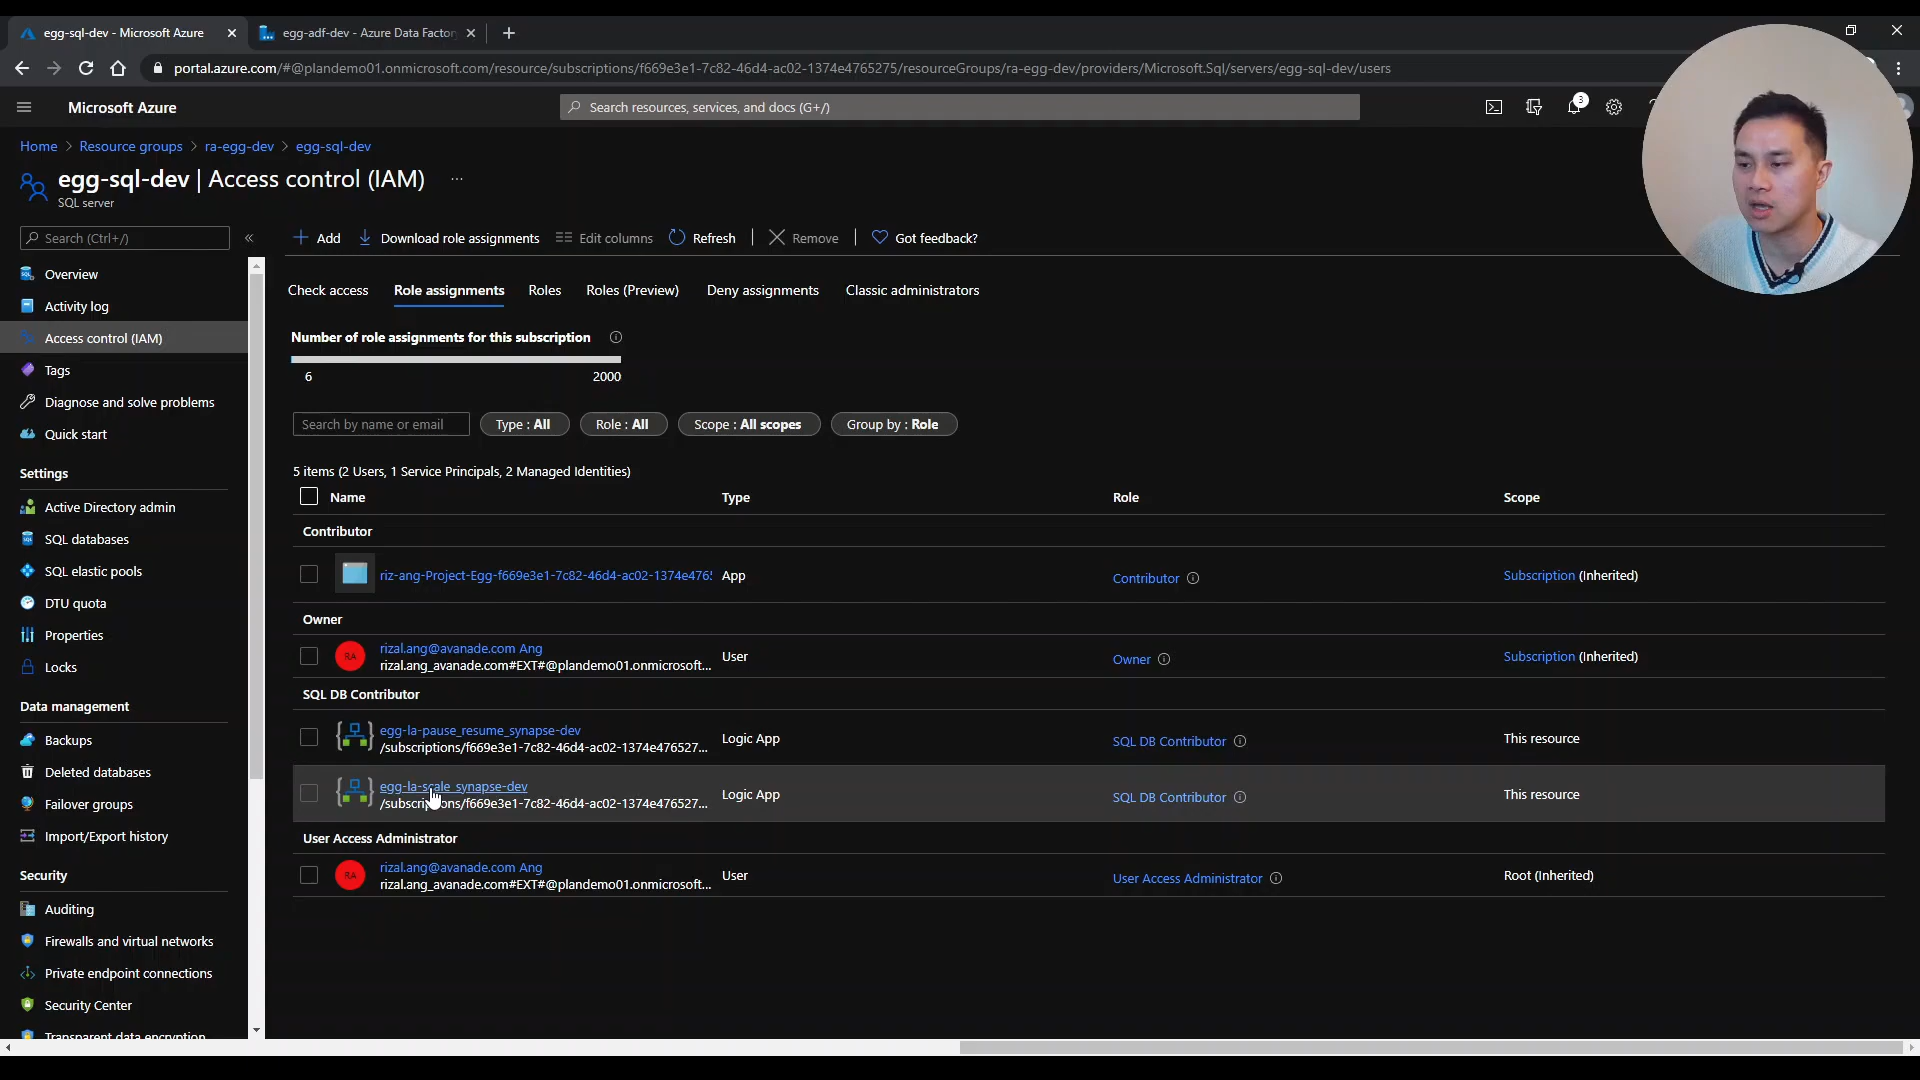 egg-sql-dev - Microsoft Azure
egg-adf-dev - Azure Data Factory
portal.azure.com/#@plandemo01.onmicrosoft.com/resource/subscriptions/f669e3e1-7c82-46d4-ac02-1374e4765275/resourceGroups/ra-egg-dev/providers/Microsoft.Sql/servers/egg-sql-dev/users
Microsoft Azure
Search resources, services, and docs (G+/)
3
Home > Resource groups > ra-egg-dev > egg-sql-dev
egg-sql-dev | Access control (IAM) ...
SQL server
Search (Ctrl+/)
Overview
Activity log
Access control (IAM)
Tags
Diagnose and solve problems
Quick start
Settings
Active Directory admin
SQL databases
SQL elastic pools
DTU quota
Properties
Locks
Data management
Backups
Deleted databases
Failover groups
Import/Export history
Security
Auditing
Firewalls and virtual networks
Private endpoint connections
Security Center
Transparent data encryption
Add Download role assignments Edit columns Refresh Remove Got feedback?
Check access Role assignments Roles Roles (Preview) Deny assignments Classic administrators
Number of role assignments for this subscription
6 2000
Search by name or email Type : All Role : All Scope : All scopes Group by : Role
5 items (2 Users, 1 Service Principals, 2 Managed Identities)
Name Type Role Scope
Contributor
riz-ang-Project-Egg-f669e3e1-7c82-46d4-ac02-1374e476 App Contributor Subscription (Inherited)
Owner
RA rizal.ang@avanade.com Ang User Owner Subscription (Inherited)
rizal.ang_avanade.com#EXT#@plandemo01.onmicrosoft...
SQL DB Contributor
egg-la-pause_resume_synapse-dev Logic App SQL DB Contributor This resource
/subscriptions/f669e3e1-7c82-46d4-ac02-1374e476527...
egg-la-scale_synapse-dev Logic App SQL DB Contributor This resource
/subscriptions/f669e3e1-7c82-46d4-ac02-1374e476527...
User Access Administrator
RA rizal.ang@avanade.com Ang User User Access Administrator Root (Inherited)
rizal.ang_avanade.com#EXT#@plandemo01.onmicrosoft...